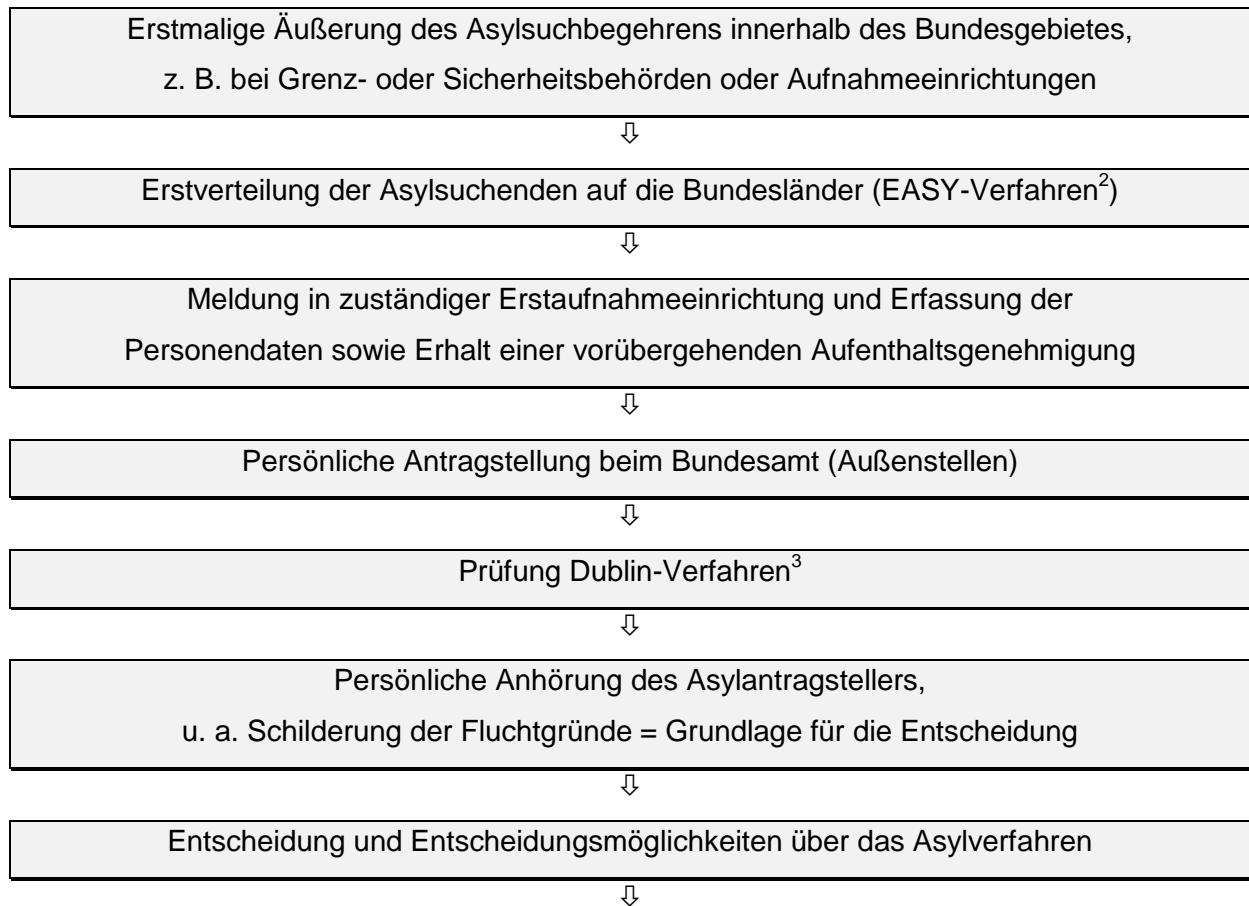 Erstmalige Äußerung des Asylsuchbegehrens innerhalb des Bundesgebietes,
z. B. bei Grenz- oder Sicherheitsbehörden oder Aufnahmeeinrichtungen
⇩
Erstverteilung der Asylsuchenden auf die Bundesländer (EASY-Verfahren²)
⇩
Meldung in zuständiger Erstaufnahmeeinrichtung und Erfassung der
Personendaten sowie Erhalt einer vorübergehenden Aufenthaltsgenehmigung
⇩
Persönliche Antragstellung beim Bundesamt (Außenstellen)
⇩
Prüfung Dublin-Verfahren³
⇩
Persönliche Anhörung des Asylantragstellers,
u. a. Schilderung der Fluchtgründe = Grundlage für die Entscheidung
⇩
Entscheidung und Entscheidungsmöglichkeiten über das Asylverfahren
⇩